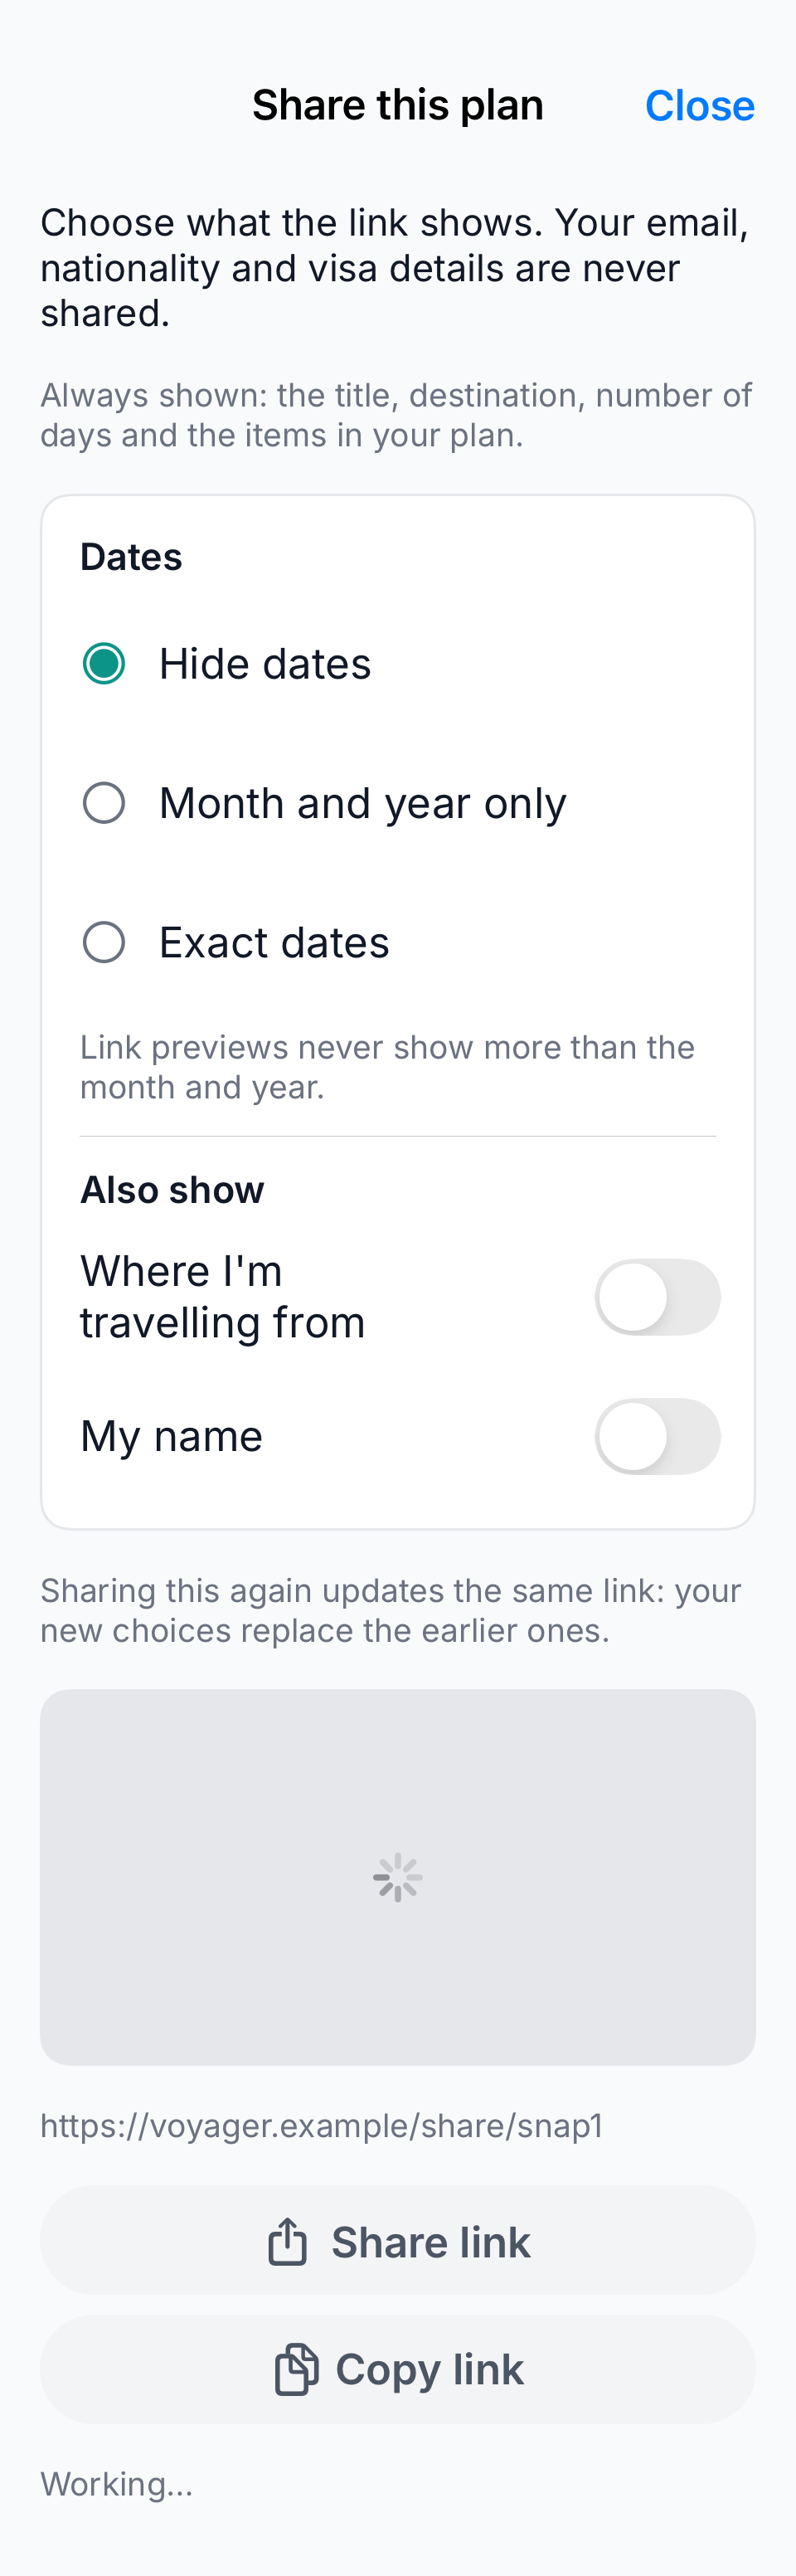 Share this plan
Close
Choose what the link shows. Your email,
nationality and visa details are never
shared.
Always shown: the title, destination, number of
days and the items in your plan.
Dates
Hide dates
Month and year only
Exact dates
Link previews never show more than the
month and year.
Also show
Where I'm
travelling from
My name
Sharing this again updates the same link: your
new choices replace the earlier ones.
https://voyager.example/share/snap1
Share link
Copy link
Working...